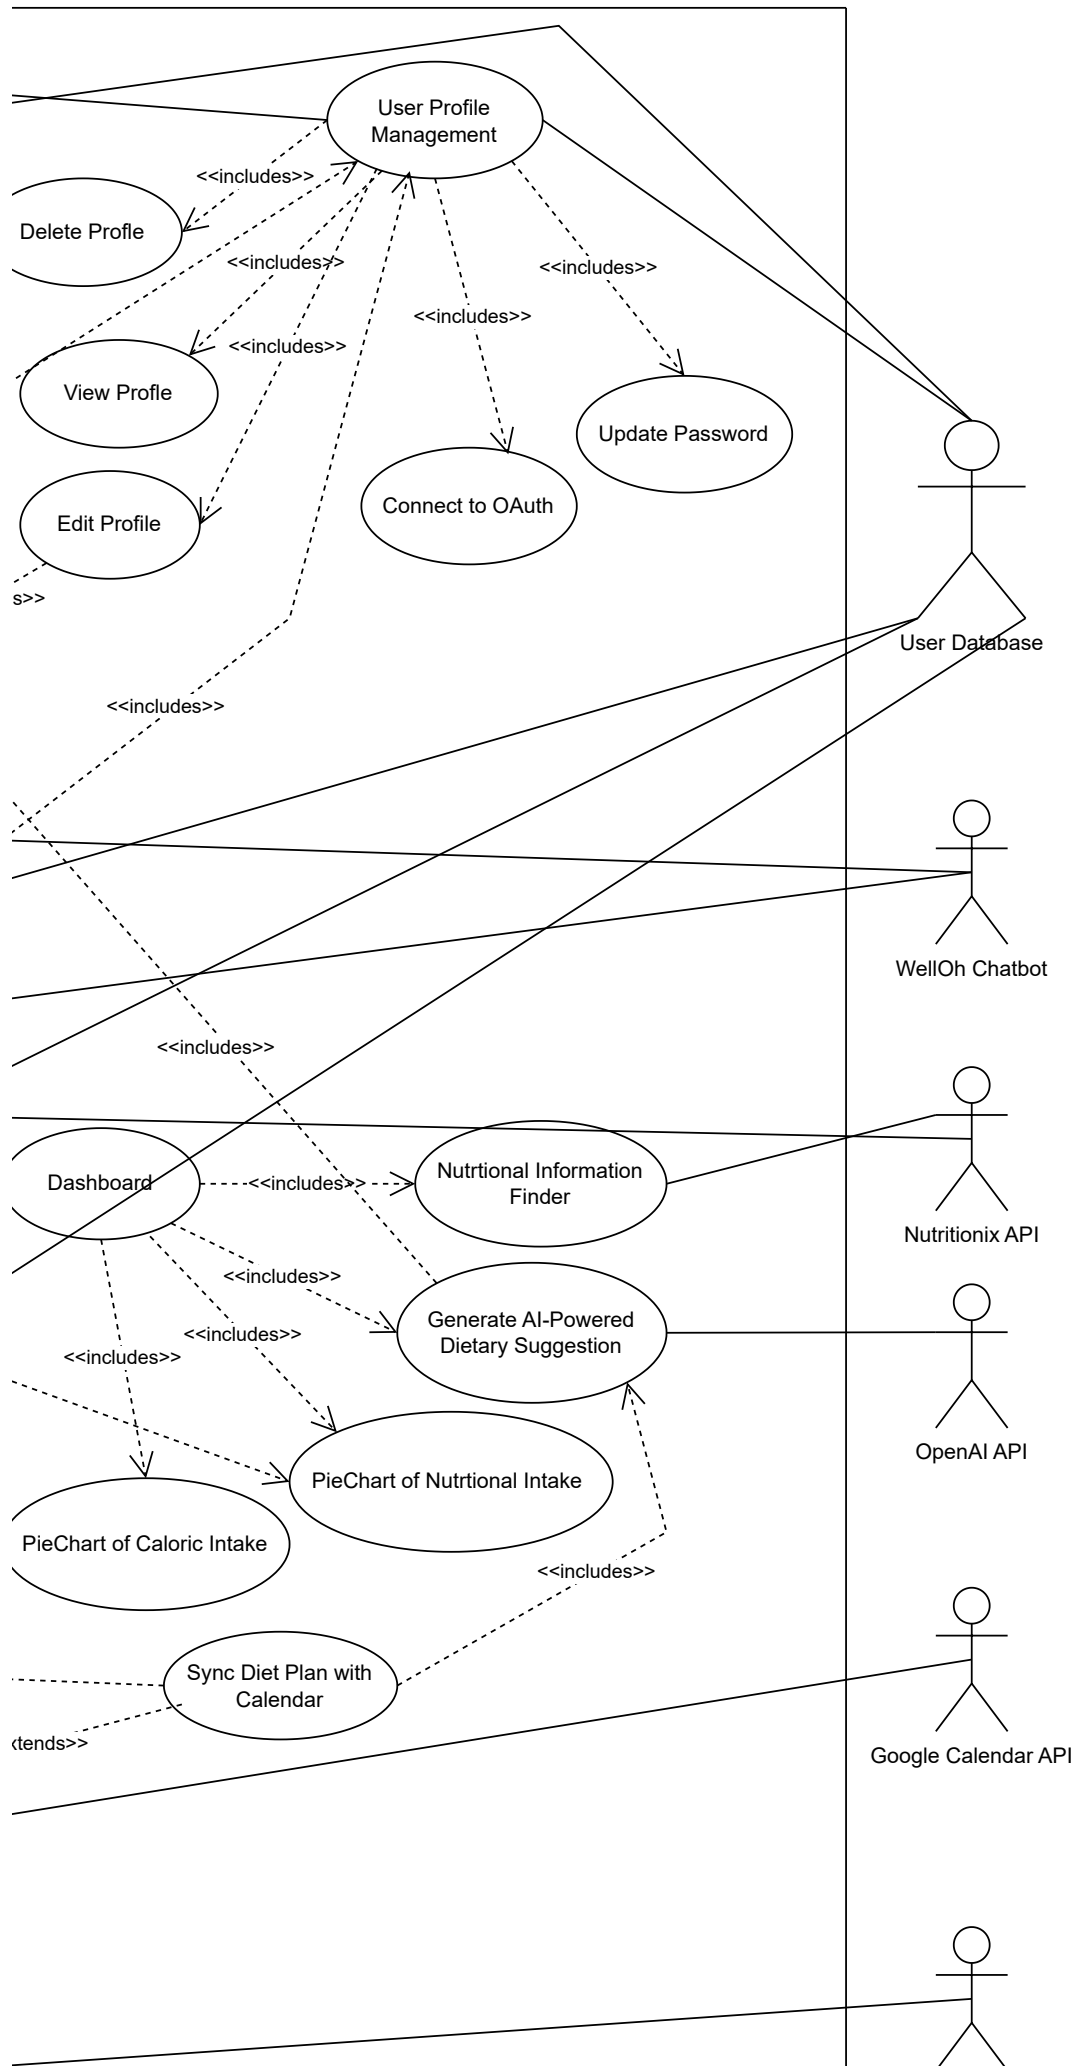 User Profile
Management
<<includes>>
Delete Profle
<<includes>>
<<includes>>
<<includes>>
<<includes>>
View Profle
Update Password
Connect to OAuth
Edit Profile
s>>
User Database
<<includes>>
WellOh Chatbot
<<includes>>
Nutrtional Information
Finder
Dashboard
<<includes>>
Nutritionix API
<<includes>>
Generate AI-Powered
Dietary Suggestion
<<includes>>
<<includes>>
OpenAI API
PieChart of Nutrtional Intake
PieChart of Caloric Intake
<<includes>>
Sync Diet Plan with
Calendar
xtends>>
Google Calendar API